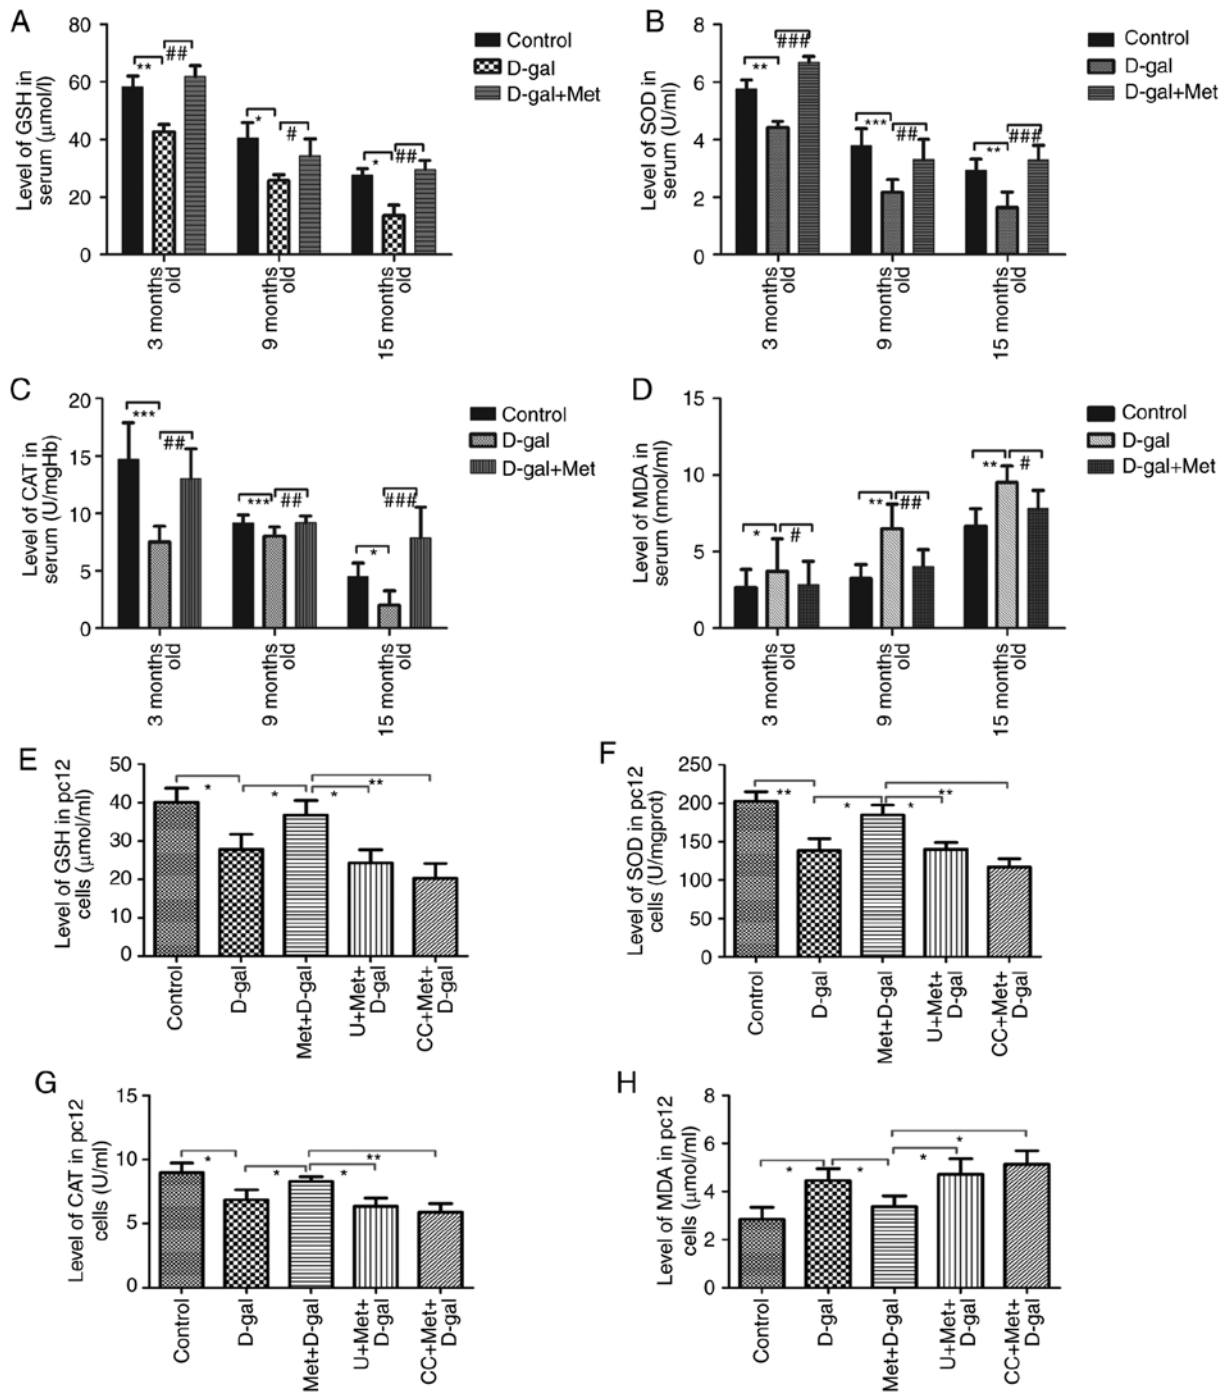 A
Level of GSH in
serum (μmol/l)
80
60
40
20
0
**
##
*
#
*
##
3 months
old
9 months
old
15 months
old
Control
D-gal
D-gal+Met
B
Level of SOD in
serum (U/ml)
8
6
4
2
0
**
###
***
##
**
###
3 months
old
9 months
old
15 months
old
Control
D-gal
D-gal+Met
C
Level of CAT in
serum (U/mgHb)
20
15
10
5
0
***
##
***
##
*
###
3 months
old
9 months
old
15 months
old
Control
D-gal
D-gal+Met
D
Level of MDA in
serum (nmol/ml)
15
10
5
0
*
#
**
##
**
#
3 months
old
9 months
old
15 months
old
Control
D-gal
D-gal+Met
E
Level of GSH in pc12
cells (μmol/ml)
50
40
30
20
10
0
*
*
*
**
Control
D-gal
Met+D-gal
U+Met+
D-gal
CC+Met+
D-gal
F
Level of SOD in pc12
cells (U/mgprot)
250
200
150
100
50
0
**
*
*
**
Control
D-gal
Met+D-gal
U+Met+
D-gal
CC+Met+
D-gal
G
Level of CAT in pc12
cells (U/ml)
15
10
5
0
*
*
*
**
Control
D-gal
Met+D-gal
U+Met+
D-gal
CC+Met+
D-gal
H
Level of MDA in pc12
cells (μmol/ml)
8
6
4
2
0
*
*
*
*
Control
D-gal
Met+D-gal
U+Met+
D-gal
CC+Met+
D-gal